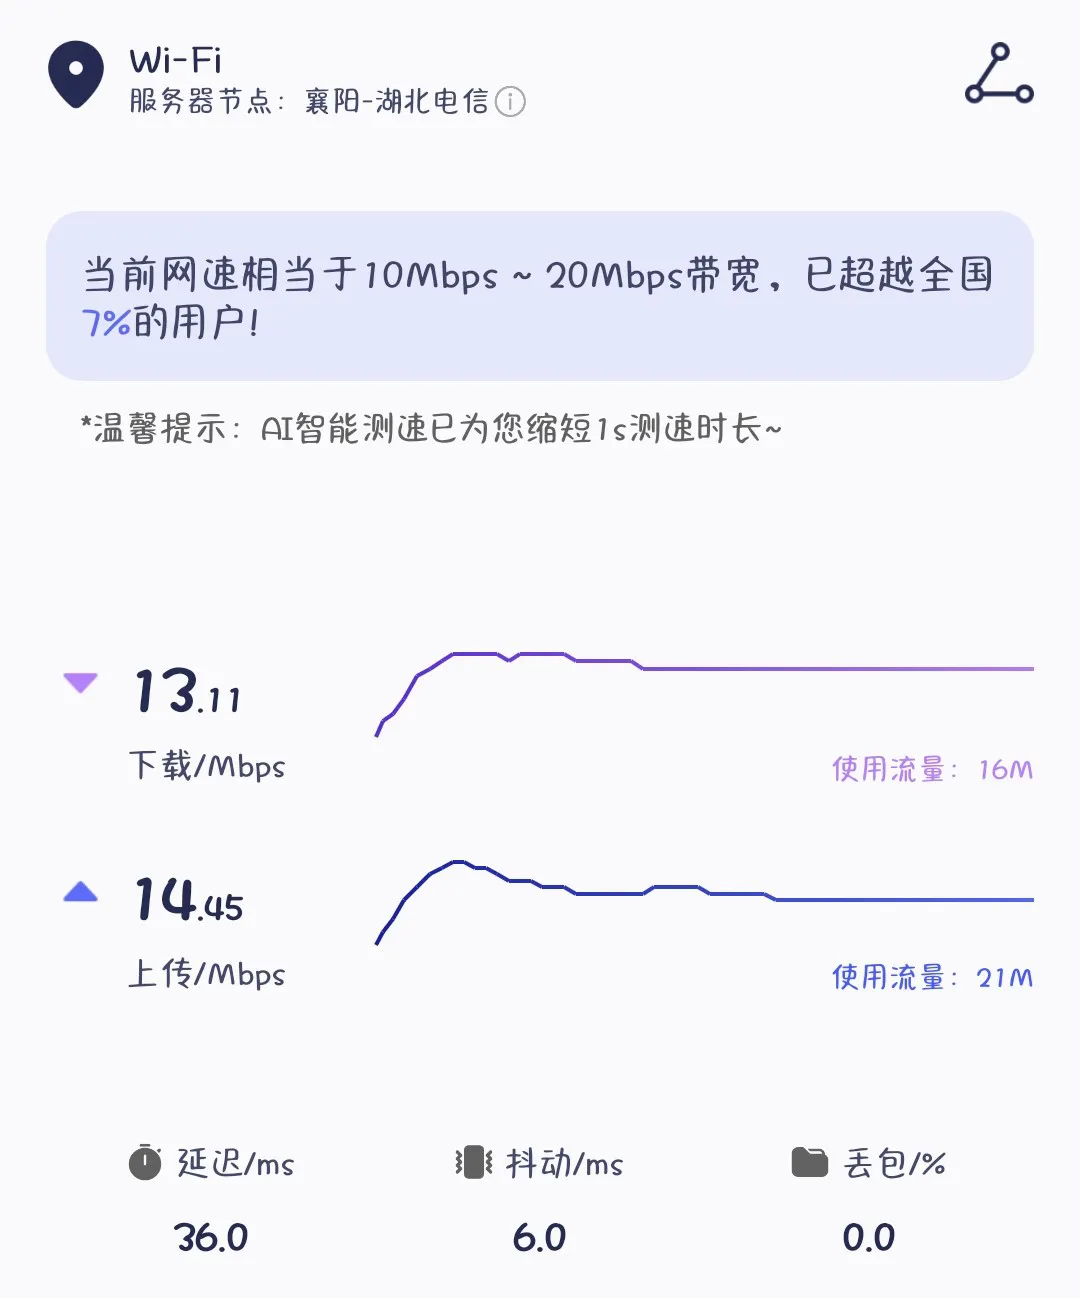 Wi-Fi
服务器节点：襄阳-湖北电信
当前网速相当于10Mbps ~ 20Mbps带宽，已超越全国
7%的用户!
*温馨提示：AI智能测速已为您缩短1s测速时长~
13.11
下载/Mbps
使用流量：16M
14.45
上传/Mbps
使用流量：21M
延迟/ms
抖动/ms
丢包/%
36.0
6.0
0.0